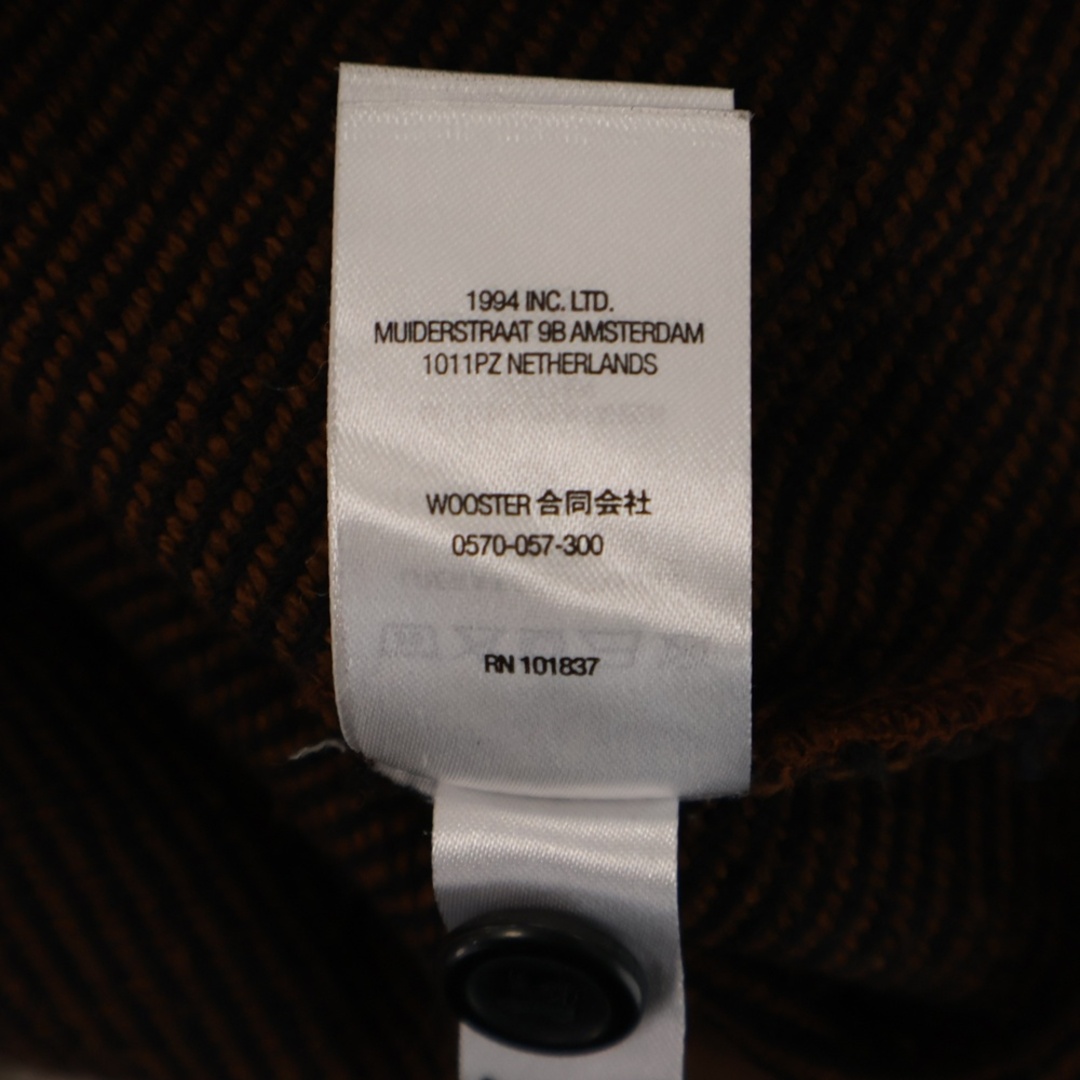 1994 INC. LTD.
MUIDERSTRAAT 9B AMSTERDAM
1011PZ NETHERLANDS
WOOSTER 合同会社
0570-057-300
RN 101837